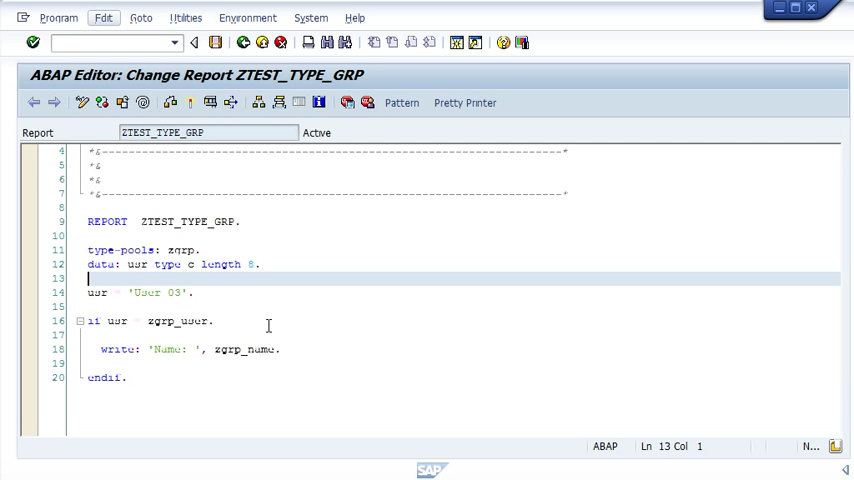 Program Edit Goto Utilities Environment System Help
ABAP Editor: Change Report ZTEST_TYPE_GRP
Pattern Pretty Printer
Report ZTEST_TYPE_GRP Active
4 *&---------------------------------------------------------------------*
5 *&
6 *&
7 *&---------------------------------------------------------------------*
8
9 REPORT ZTEST_TYPE_GRP.
10
11 type-pools: zgrp.
12 data: usr type c length 8.
13
14 usr = 'User 03'.
15
16 if usr = zgrp_user.
17
18 write: 'Name: ', zgrp_name.
19
20 endif.
ABAP Ln 13 Col 1 N...
SAP